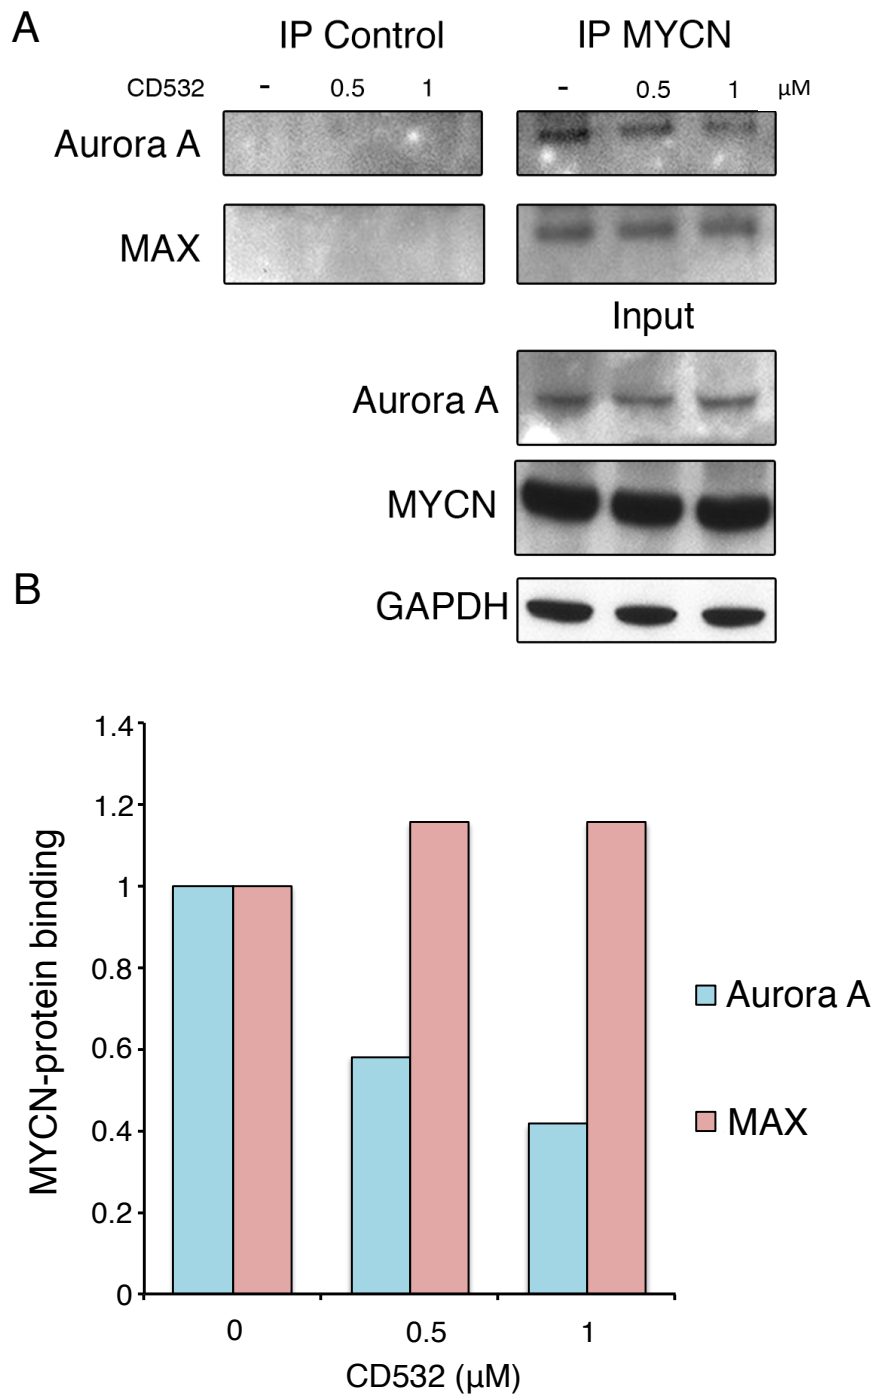 A
IP Control IP MYCN
CD532 - 0.5 1 - 0.5 1 µM
Aurora A
MAX
Input
Aurora A
MYCN
GAPDH
B
1.4
1.2
1
0.8
0.6
0.4
0.2
0
MYCN-protein binding
Aurora A
MAX
0 0.5 1
CD532 (µM)